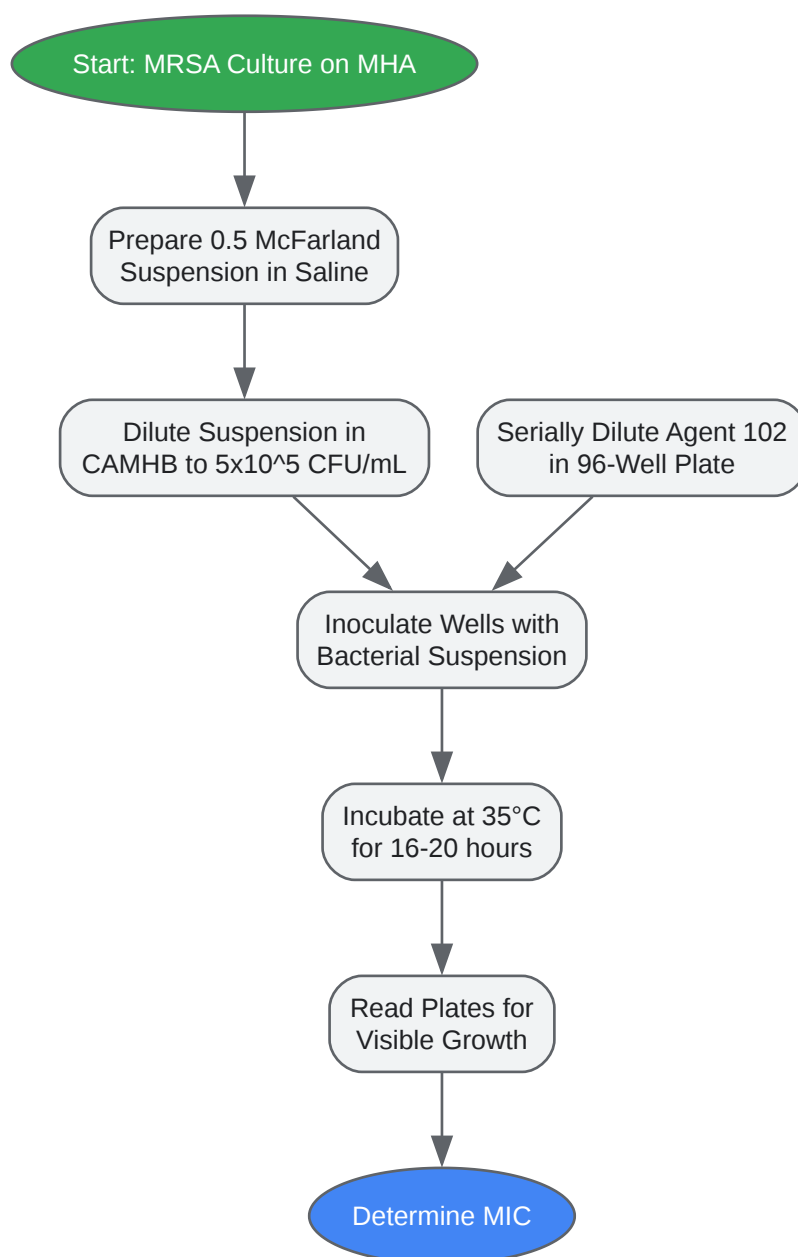 Start: MRSA Culture on MHA
Prepare 0.5 McFarland
Suspension in Saline
Dilute Suspension in
CAMHB to 5x10^5 CFU/mL
Serially Dilute Agent 102
in 96-Well Plate
Inoculate Wells with
Bacterial Suspension
Incubate at 35°C
for 16-20 hours
Read Plates for
Visible Growth
Determine MIC